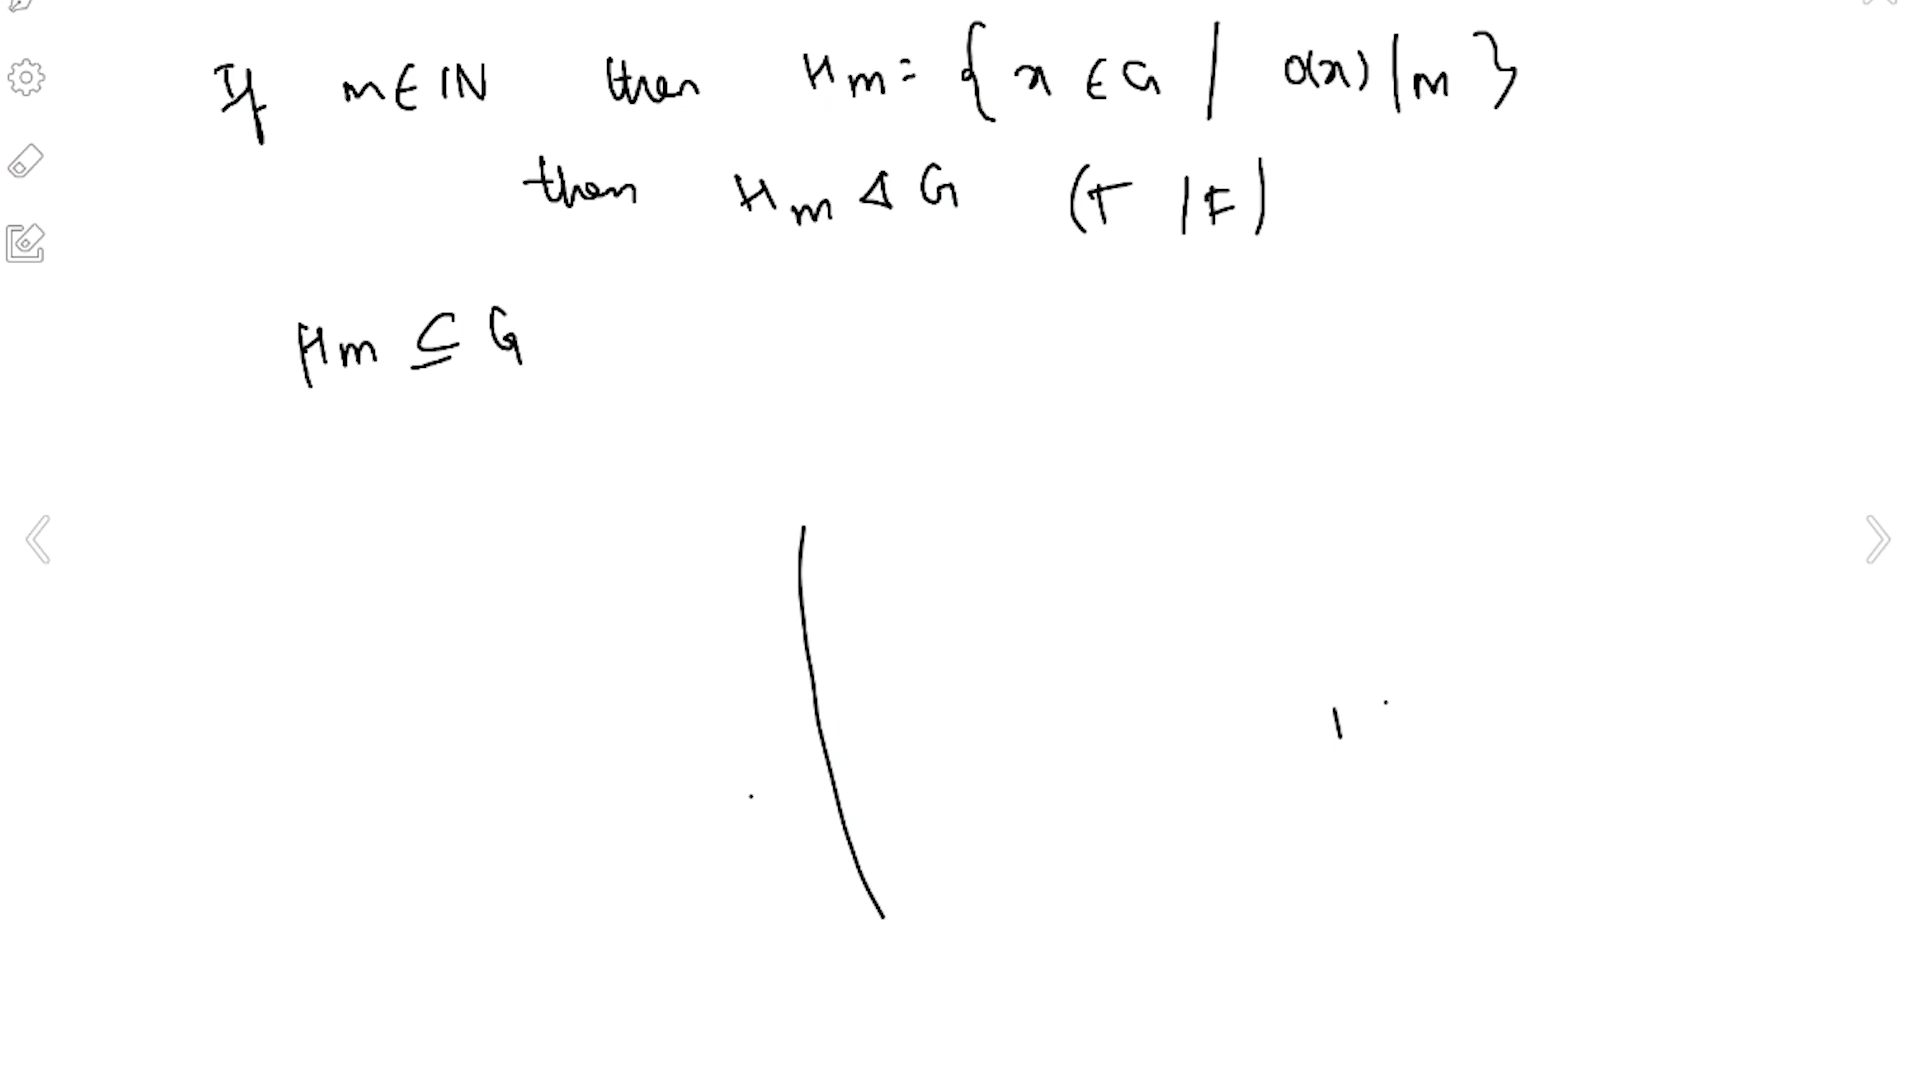 If m∈ℕ then Hm = { x ∈ G | o(x) | m }
then Hm ⊲ G (T / F)
Hm ⊆ G